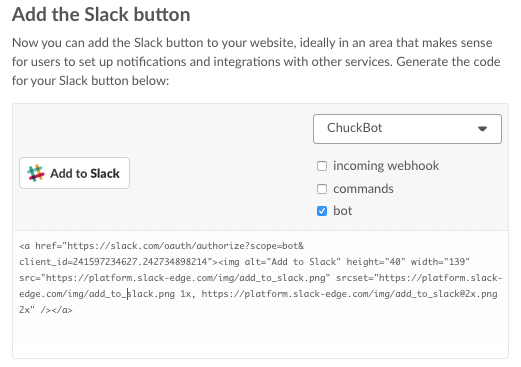 Add the Slack button
Now you can add the Slack button to your website, ideally in an area that makes sense
for users to set up notifications and integrations with other services. Generate the code
for your Slack button below:
ChuckBot
Add to Slack
incoming webhook
commands
bot
<a href="https://slack.com/oauth/authorize?scope=bot&
client_id=241597234627.242734898214"><img alt="Add to Slack" height="40" width="139"
src="https://platform.slack-edge.com/img/add_to_slack.png" srcset="https://platform.slack-
edge.com/img/add_to_slack.png 1x, https://platform.slack-edge.com/img/add_to_slack@2x.png
2x" /></a>